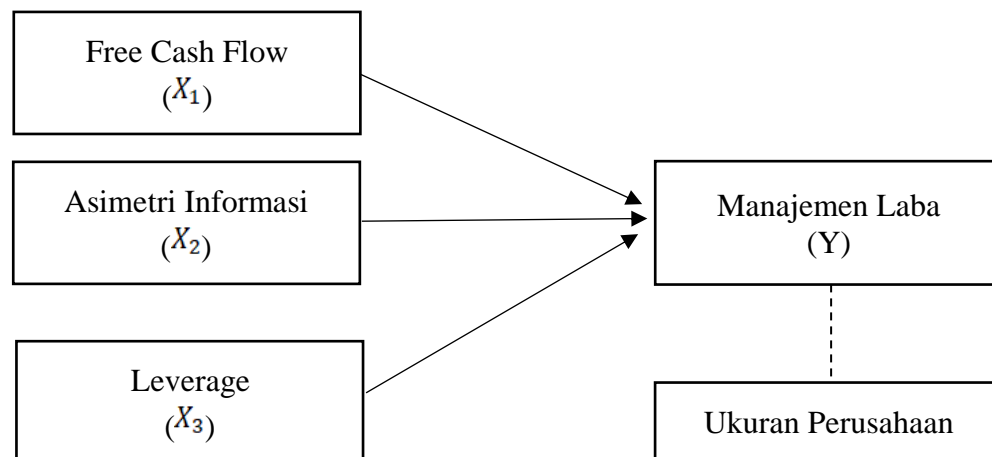 Free Cash Flow
(X₁)
Asimetri Informasi
(X₂)
Leverage
(X₃)
Manajemen Laba
(Y)
Ukuran Perusahaan